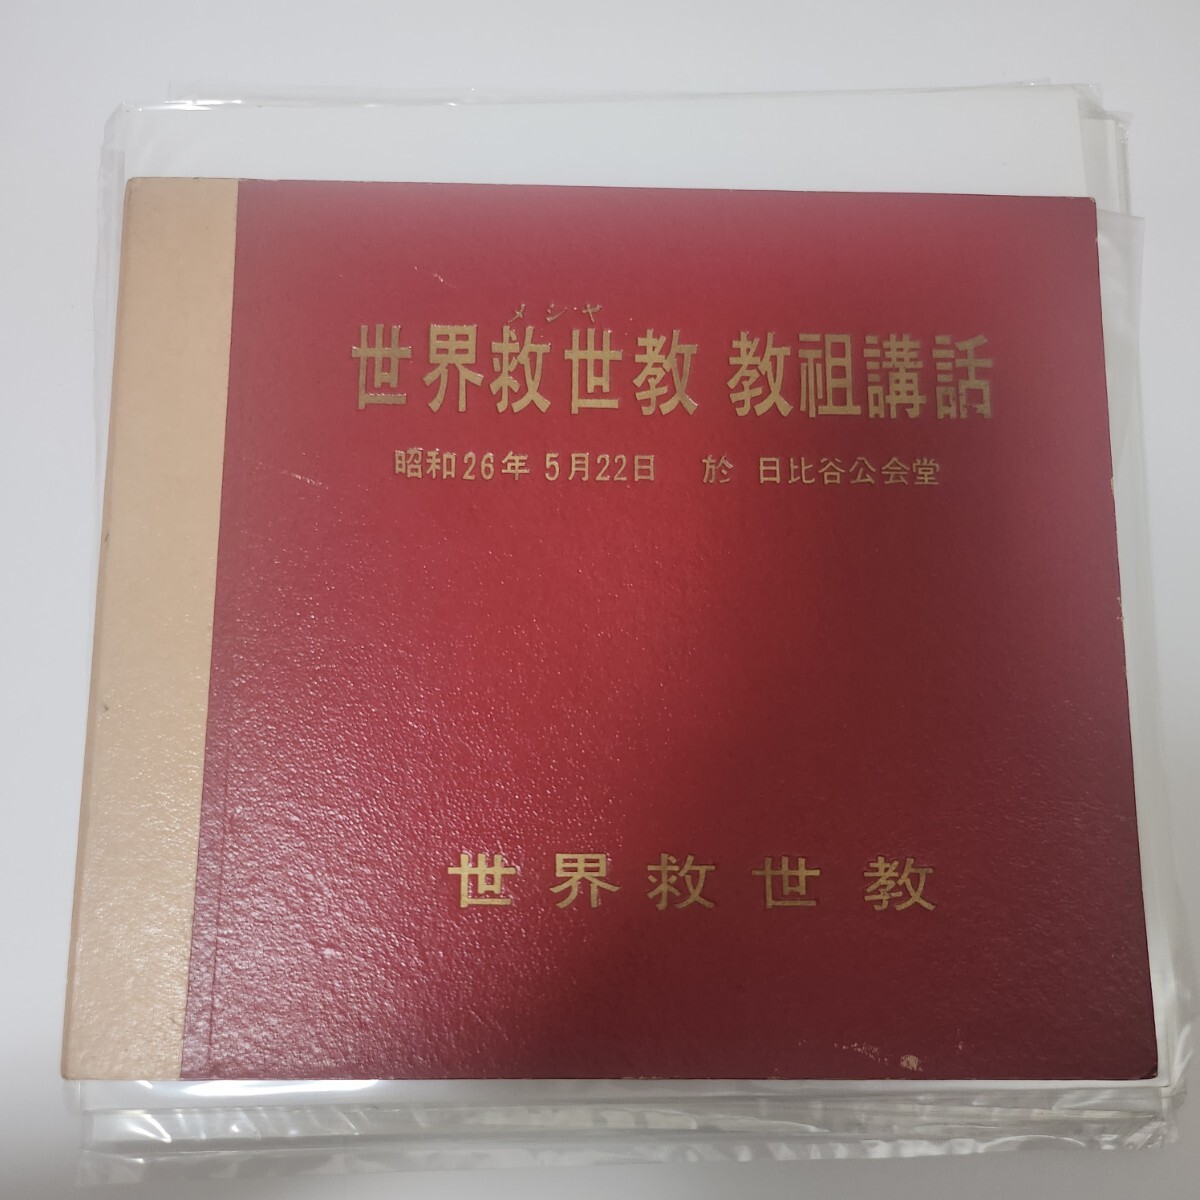 メシヤ
世界救世教 教祖講話
昭和26年 5月22日 於 日比谷公会堂
世界救世教